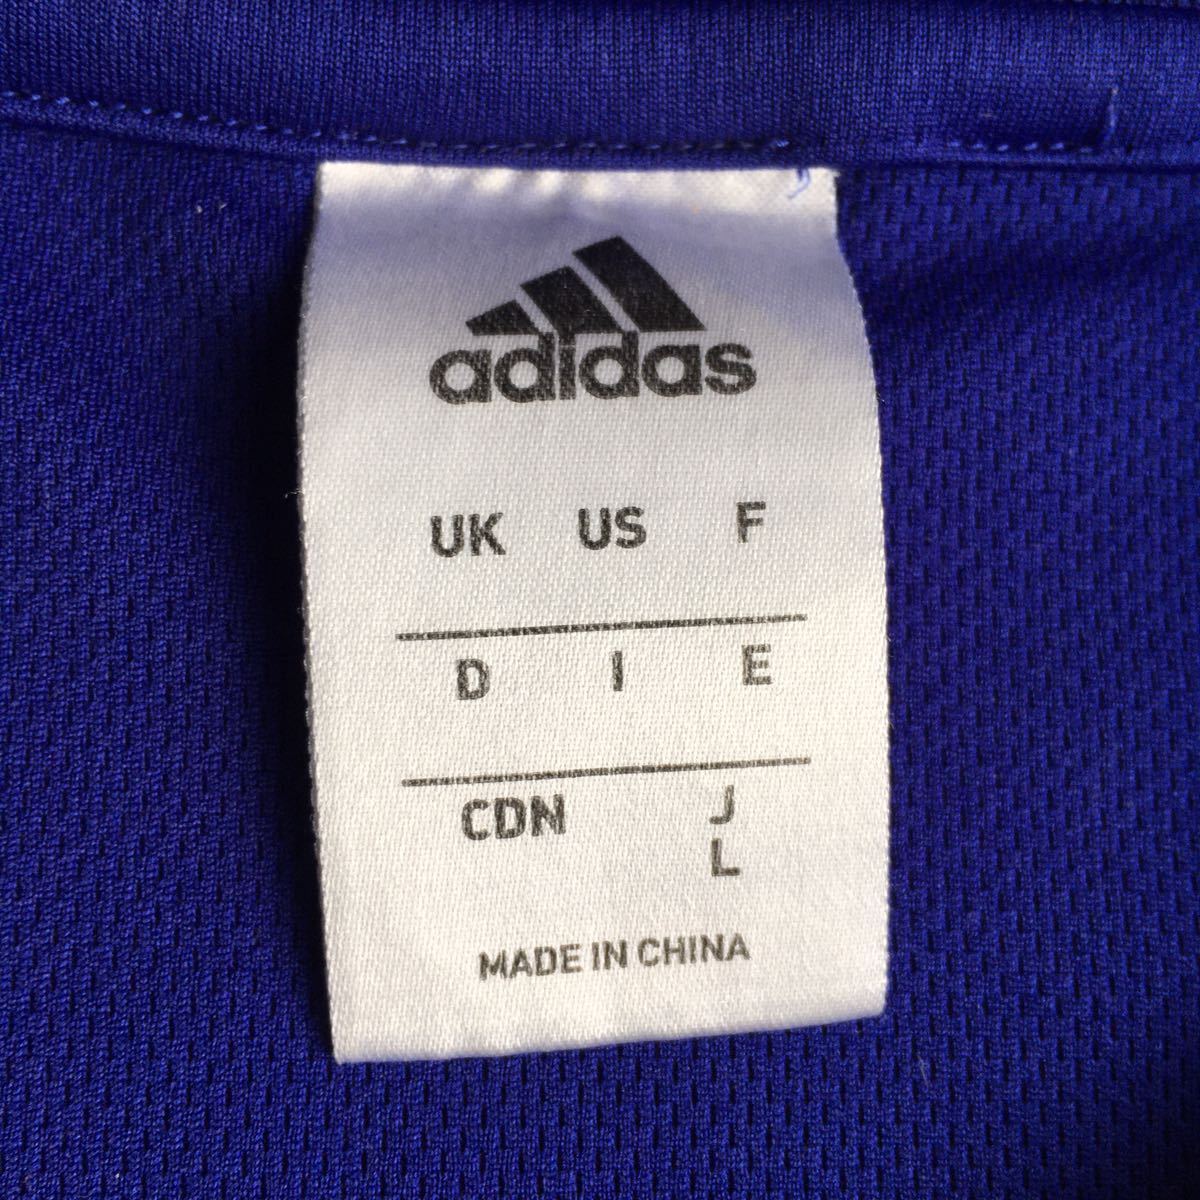 adidas
UK US F
D I E
CDN J
L
MADE IN CHINA